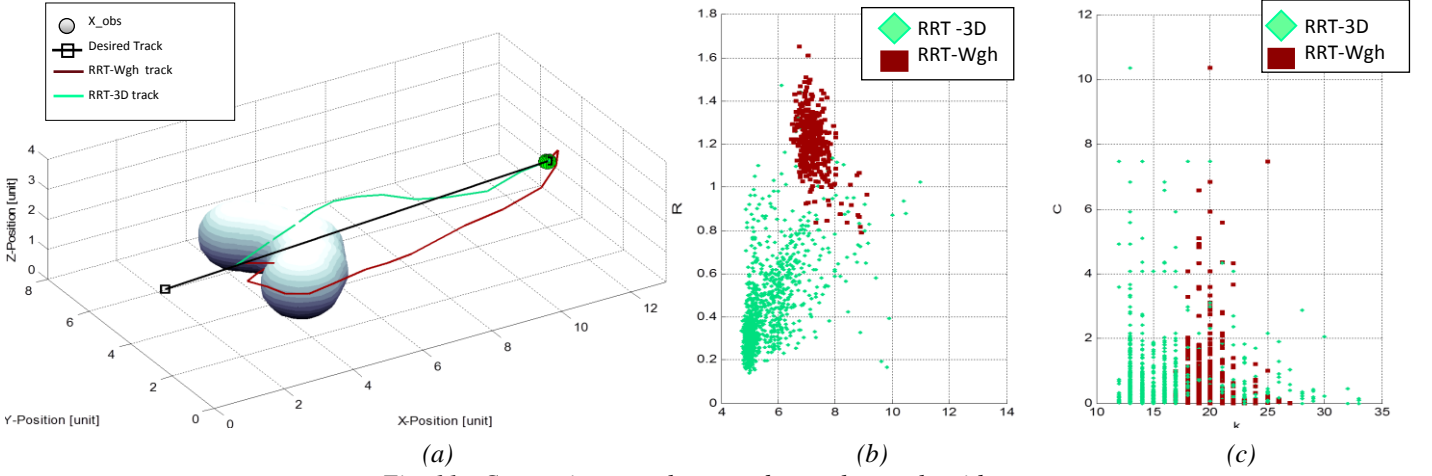 X_obs
Desired Track
RRT-Wgh track
RRT-3D track
Z-Position [unit]
4
3
2
1
0
8
6
4
2
0
Y-Position [unit]
0
2
4
6
8
10
12
X-Position [unit]
(a)
RRT -3D
RRT-Wgh
R
1.8
1.6
1.4
1.2
1
0.8
0.6
0.4
0.2
0
4
6
8
10
12
14
(b)
RRT-3D
RRT-Wgh
C
12
10
8
6
4
2
0
10
15
20
25
30
35
k
(c)